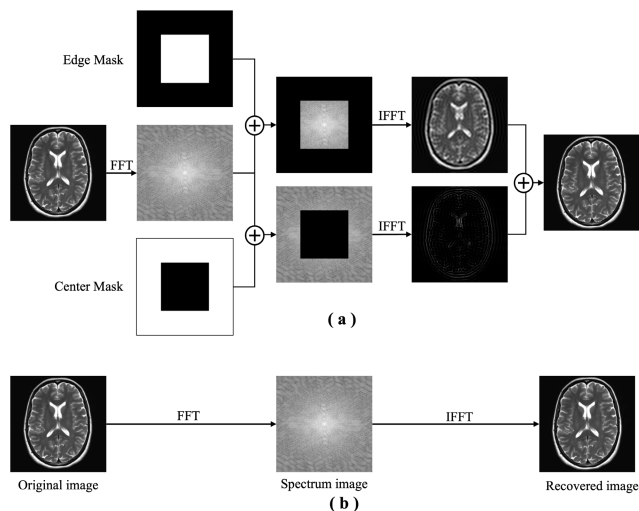 Edge Mask
FFT
IFFT
IFFT
Center Mask
( a )
FFT
IFFT
Original image
Spectrum image
Recovered image
( b )